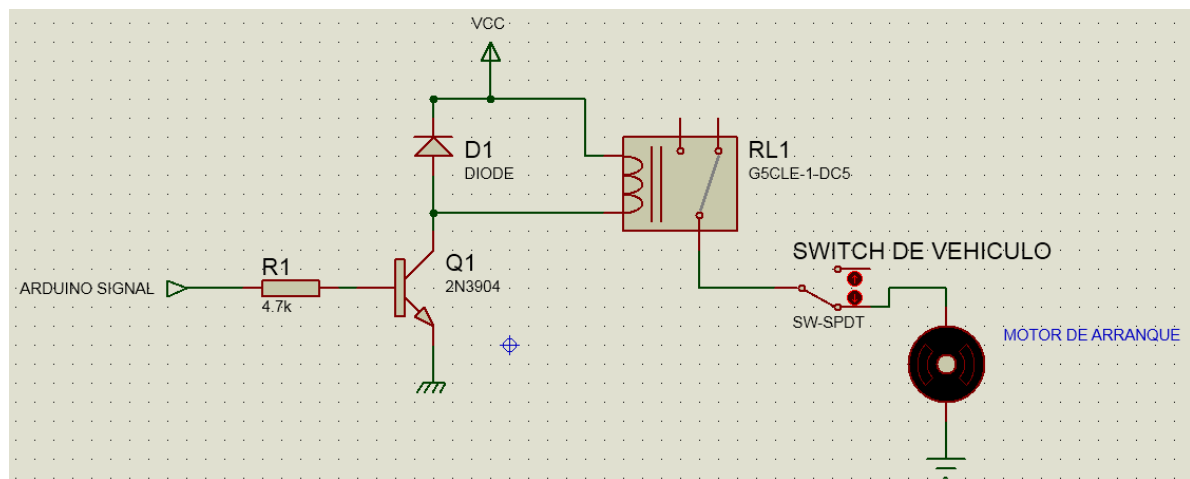 VCC
D1
DIODE
RL1
G5CLE-1-DC5
SWITCH DE VEHICULO
Q1
2N3904
R1
ARDUINO SIGNAL
4.7k
SW-SPDT
MOTOR DE ARRANQUE